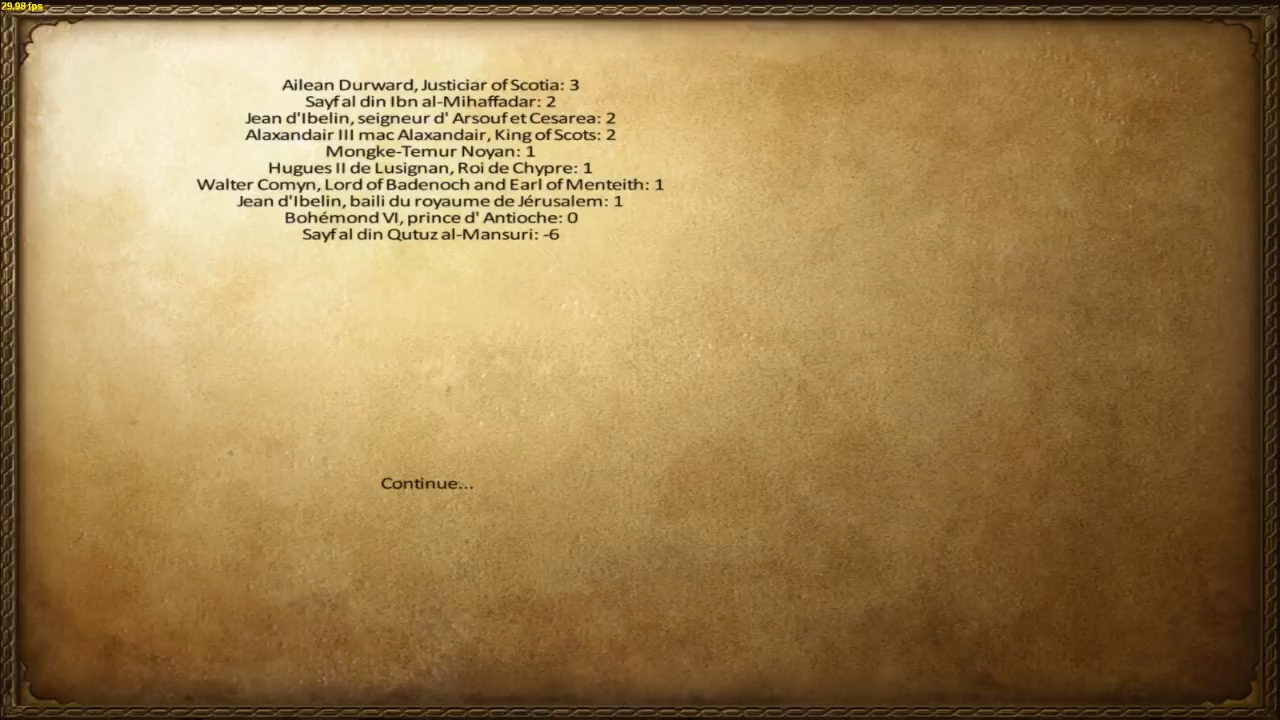 29.98 fps
Ailean Durward, Justiciar of Scotia: 3
Sayf al din Ibn al-Mihaffadar: 2
Jean d'Ibelin, seigneur d' Arsouf et Cesarea: 2
Alaxandair III mac Alaxandair, King of Scots: 2
Mongke-Temur Noyan: 1
Hugues II de Lusignan, Roi de Chypre: 1
Walter Comyn, Lord of Badenoch and Earl of Menteith: 1
Jean d'Ibelin, baili du royaume de Jérusalem: 1
Bohémond VI, prince d' Antioche: 0
Sayf al din Qutuz al-Mansuri: -6
Continue...